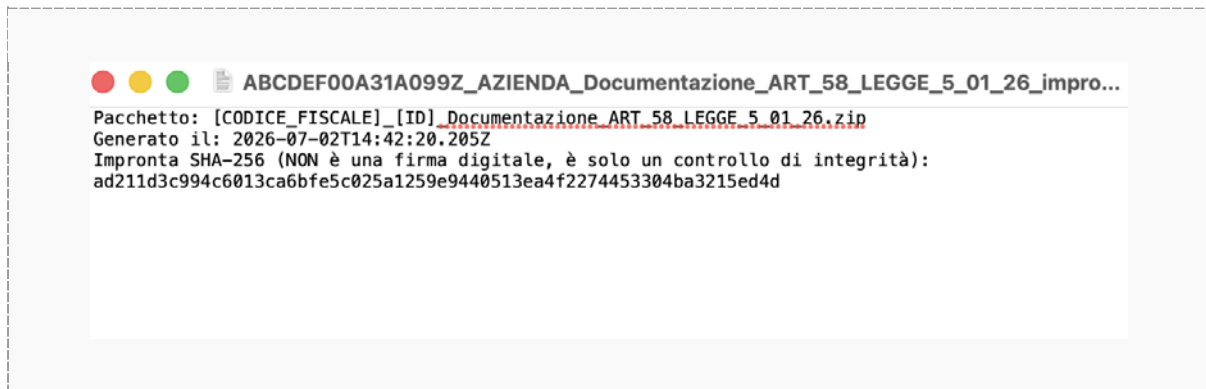 ABCDEF00A31A099Z_AZIENDA_Documentazione_ART_58_LEGGE_5_01_26_impro...
Pacchetto: [CODICE_FISCALE]_[ID]_Documentazione_ART_58_LEGGE_5_01_26.zip
Generato il: 2026-07-02T14:42:20.205Z
Impronta SHA-256 (NON è una firma digitale, è solo un controllo di integrità):
ad211d3c994c6013ca6bfe5c025a1259e9440513ea4f2274453304ba3215ed4d